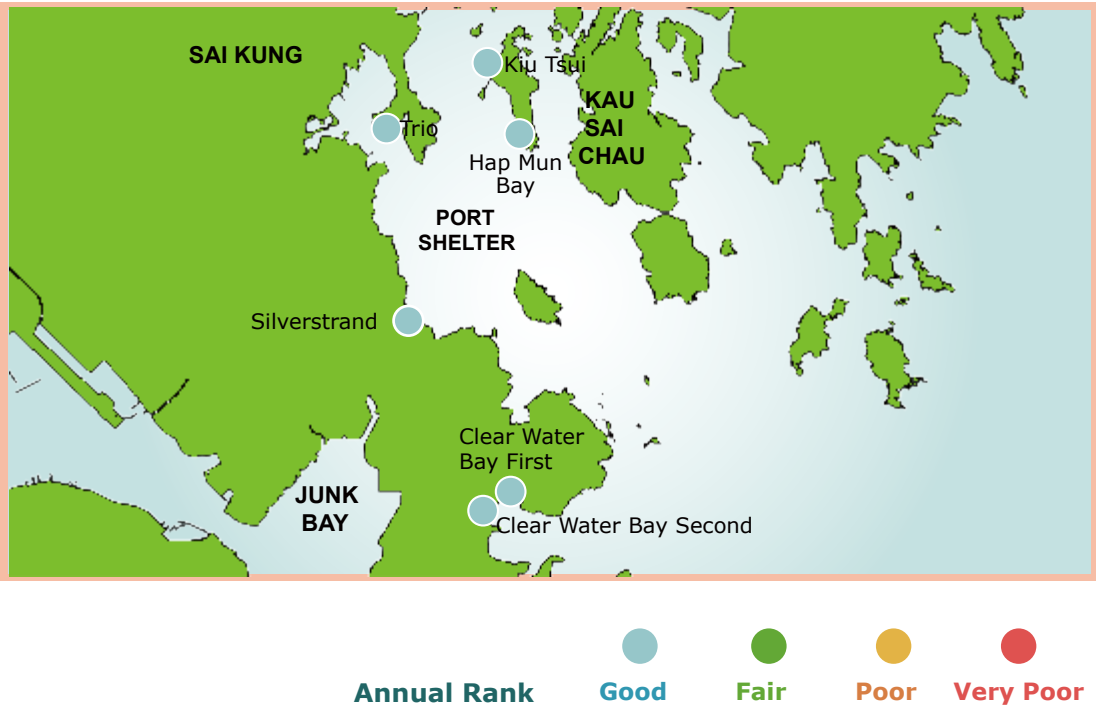 SAI KUNG
Kiu Tsui
KAU
SAI
CHAU
Trio
Hap Mun
Bay
PORT
SHELTER
Silverstrand
Clear Water
Bay First
JUNK
BAY
Clear Water Bay Second
Annual Rank
Good
Fair
Poor
Very Poor